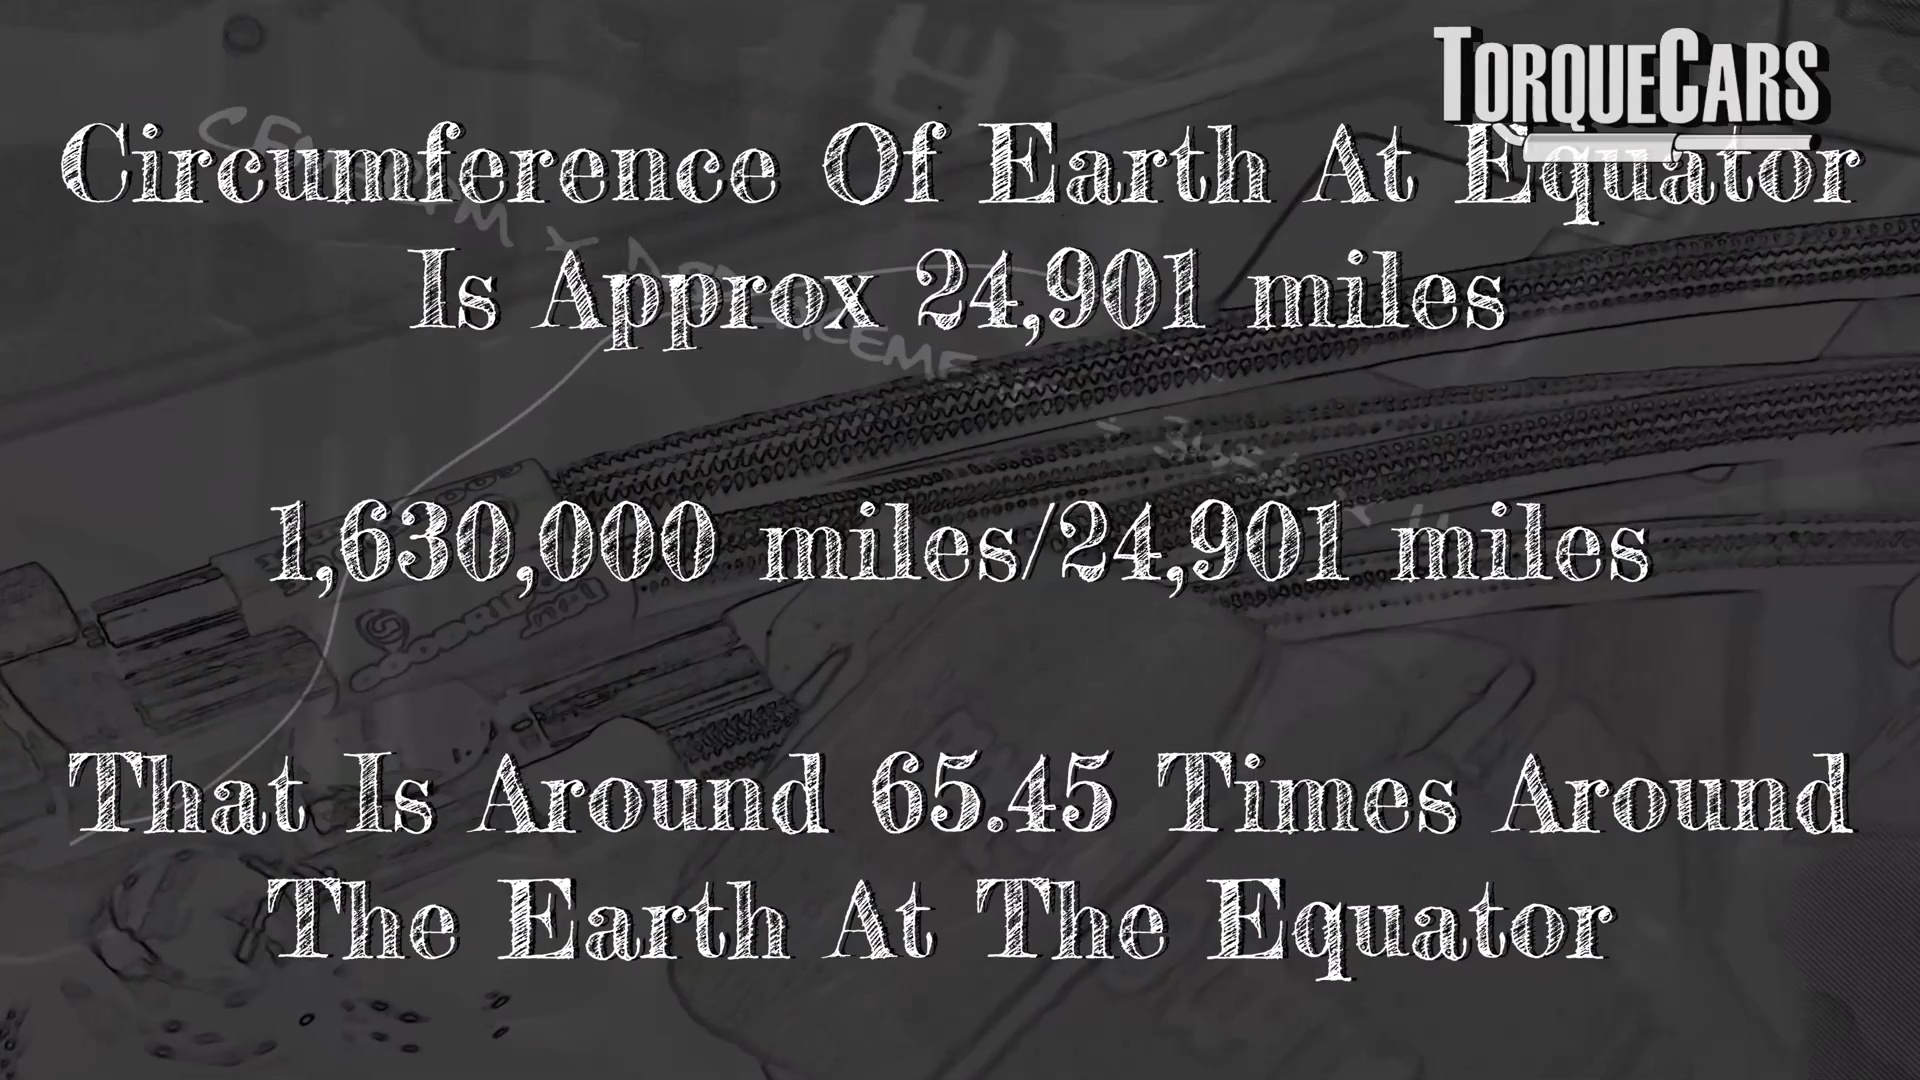 TORQUECARS
Circumference Of Earth At Equator
Is Approx 24,901 miles
1,630,000 miles/24,901 miles
That Is Around 65.45 Times Around
The Earth At The Equator